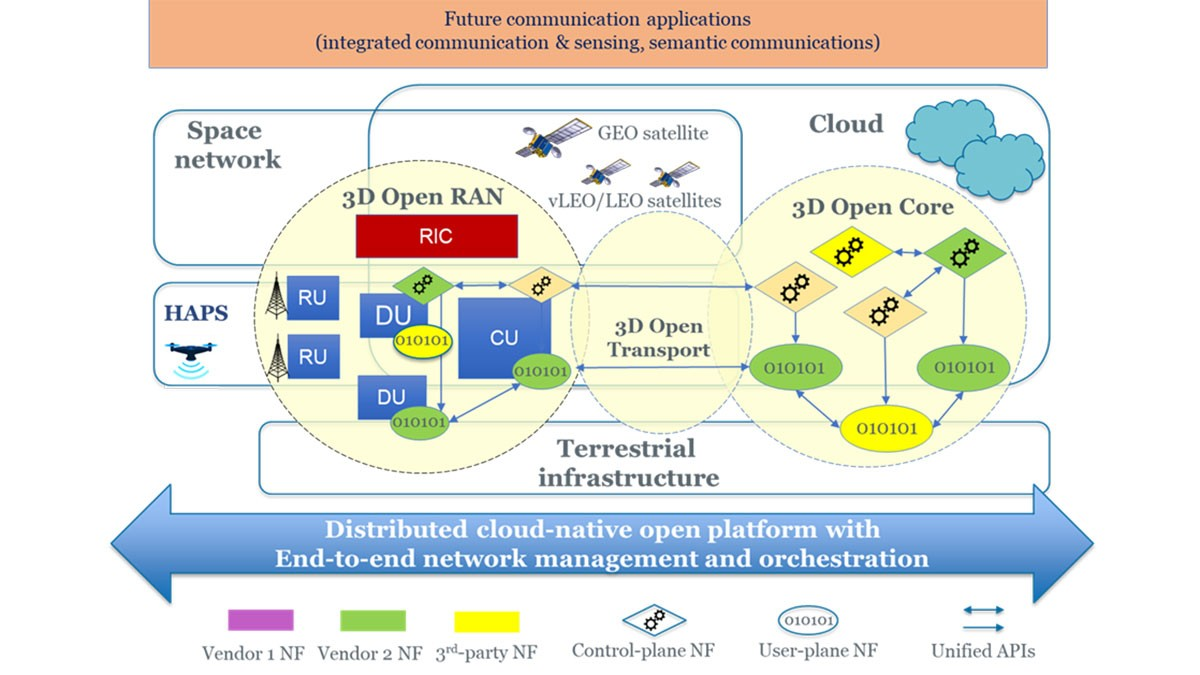 Future communication applications
(integrated communication & sensing, semantic communications)
Space
network
GEO satellite
vLEO/LEO satellites
Cloud
3D Open RAN
RIC
3D Open Core
HAPS
RU
RU
DU
010101
CU
010101
DU
010101
3D Open
Transport
010101
010101
010101
Terrestrial
infrastructure
Distributed cloud-native open platform with
End-to-end network management and orchestration
010101
Vendor 1 NF
Vendor 2 NF
3rd-party NF
Control-plane NF
User-plane NF
Unified APIs